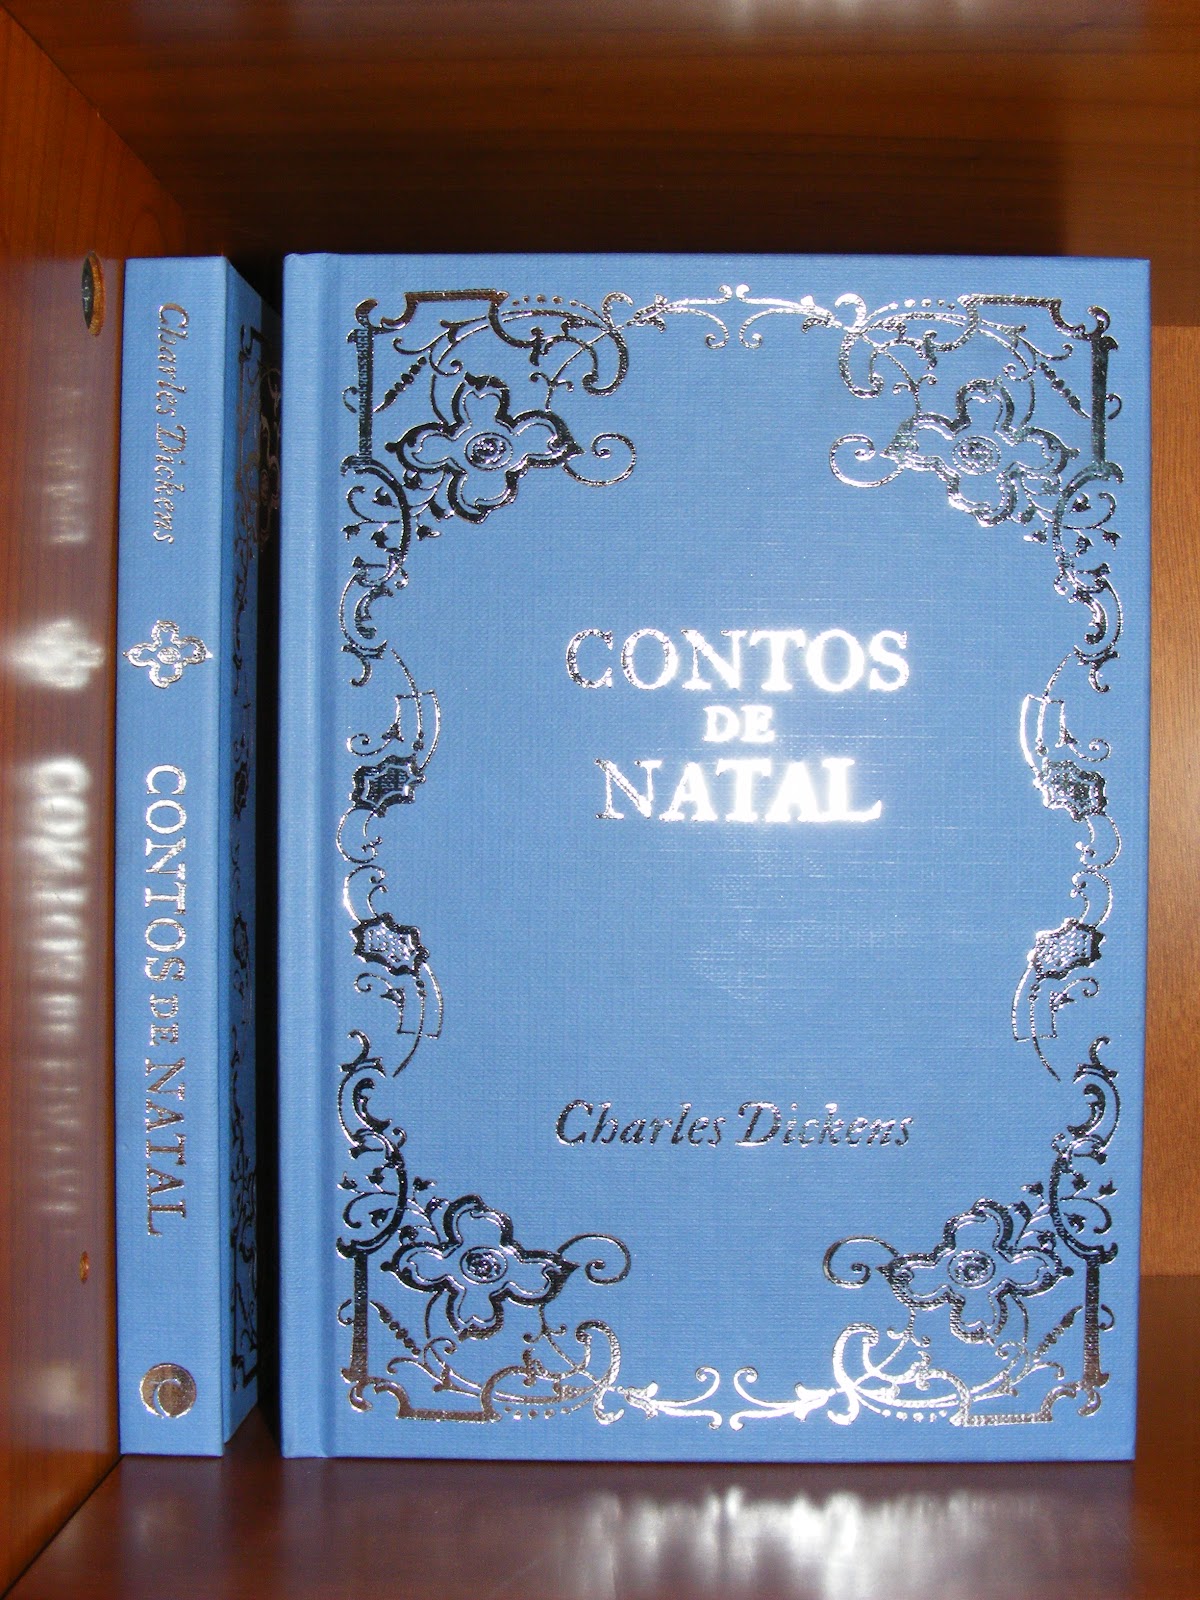 Charles Dickens
CONTOS DE NATAL
CONTOS
DE
NATAL
Charles Dickens